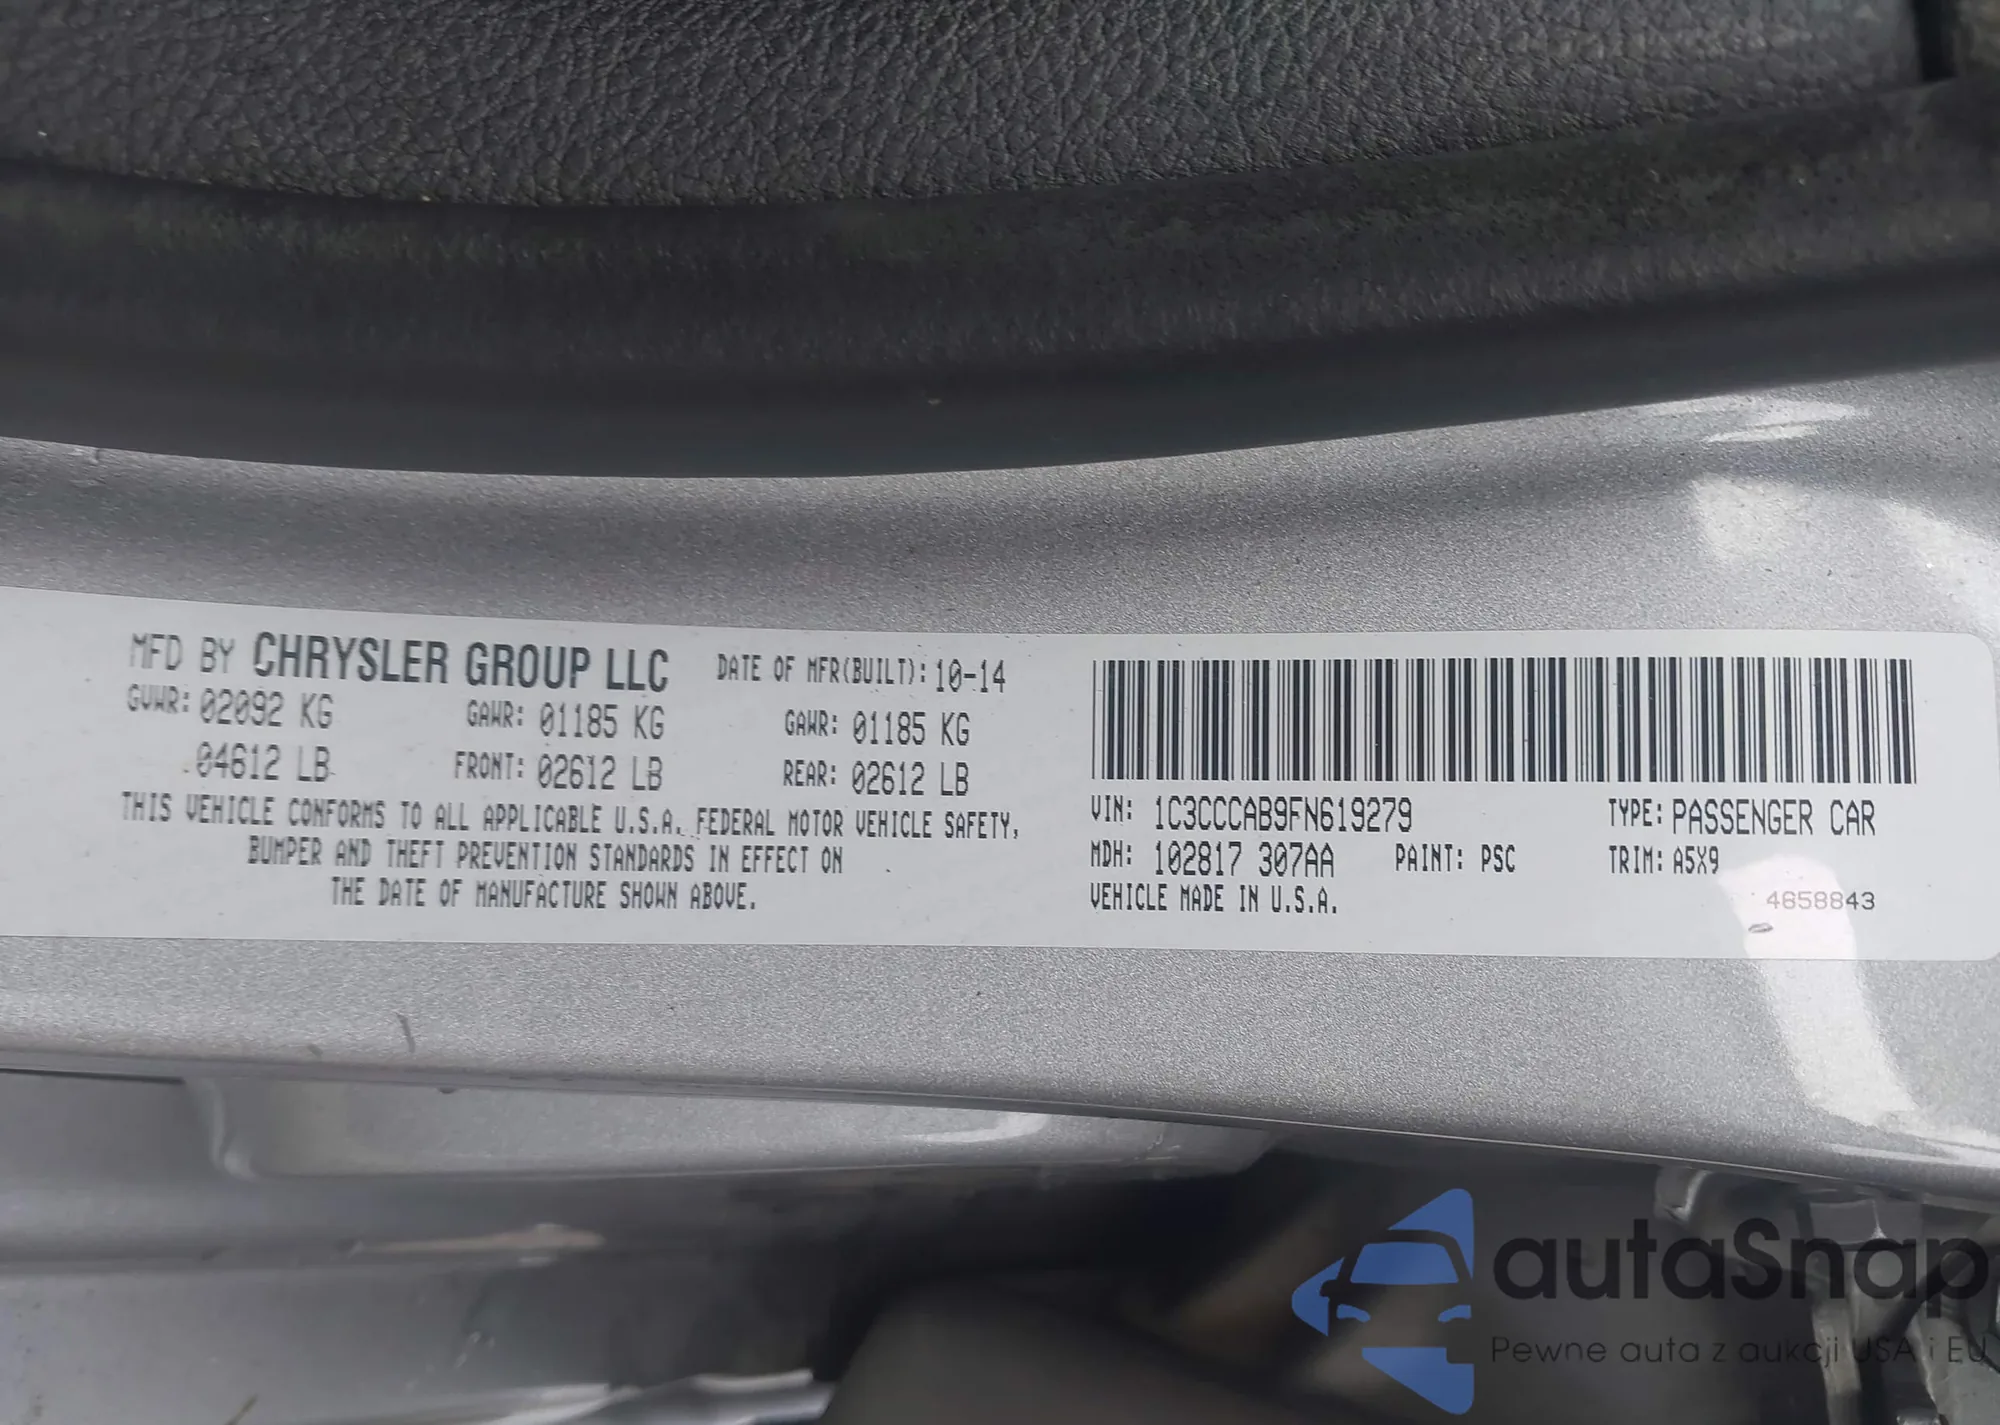 MFD BY CHRYSLER GROUP LLC DATE OF MFR(BUILT): 10-14
GVWR: 02092 KG GAWR: 01185 KG GAWR: 01185 KG
04612 LB FRONT: 02612 LB REAR: 02612 LB
THIS VEHICLE CONFORMS TO ALL APPLICABLE U.S.A. FEDERAL MOTOR VEHICLE SAFETY,
BUMPER AND THEFT PREVENTION STANDARDS IN EFFECT ON
THE DATE OF MANUFACTURE SHOWN ABOVE.
VIN: 1C3CCCAB9FN619279 TYPE: PASSENGER CAR
MDH: 102817 307AA PAINT: PSC TRIM: A5X9
VEHICLE MADE IN U.S.A. 4658843
autaSnap
Pewne auta z aukcji USA i EU